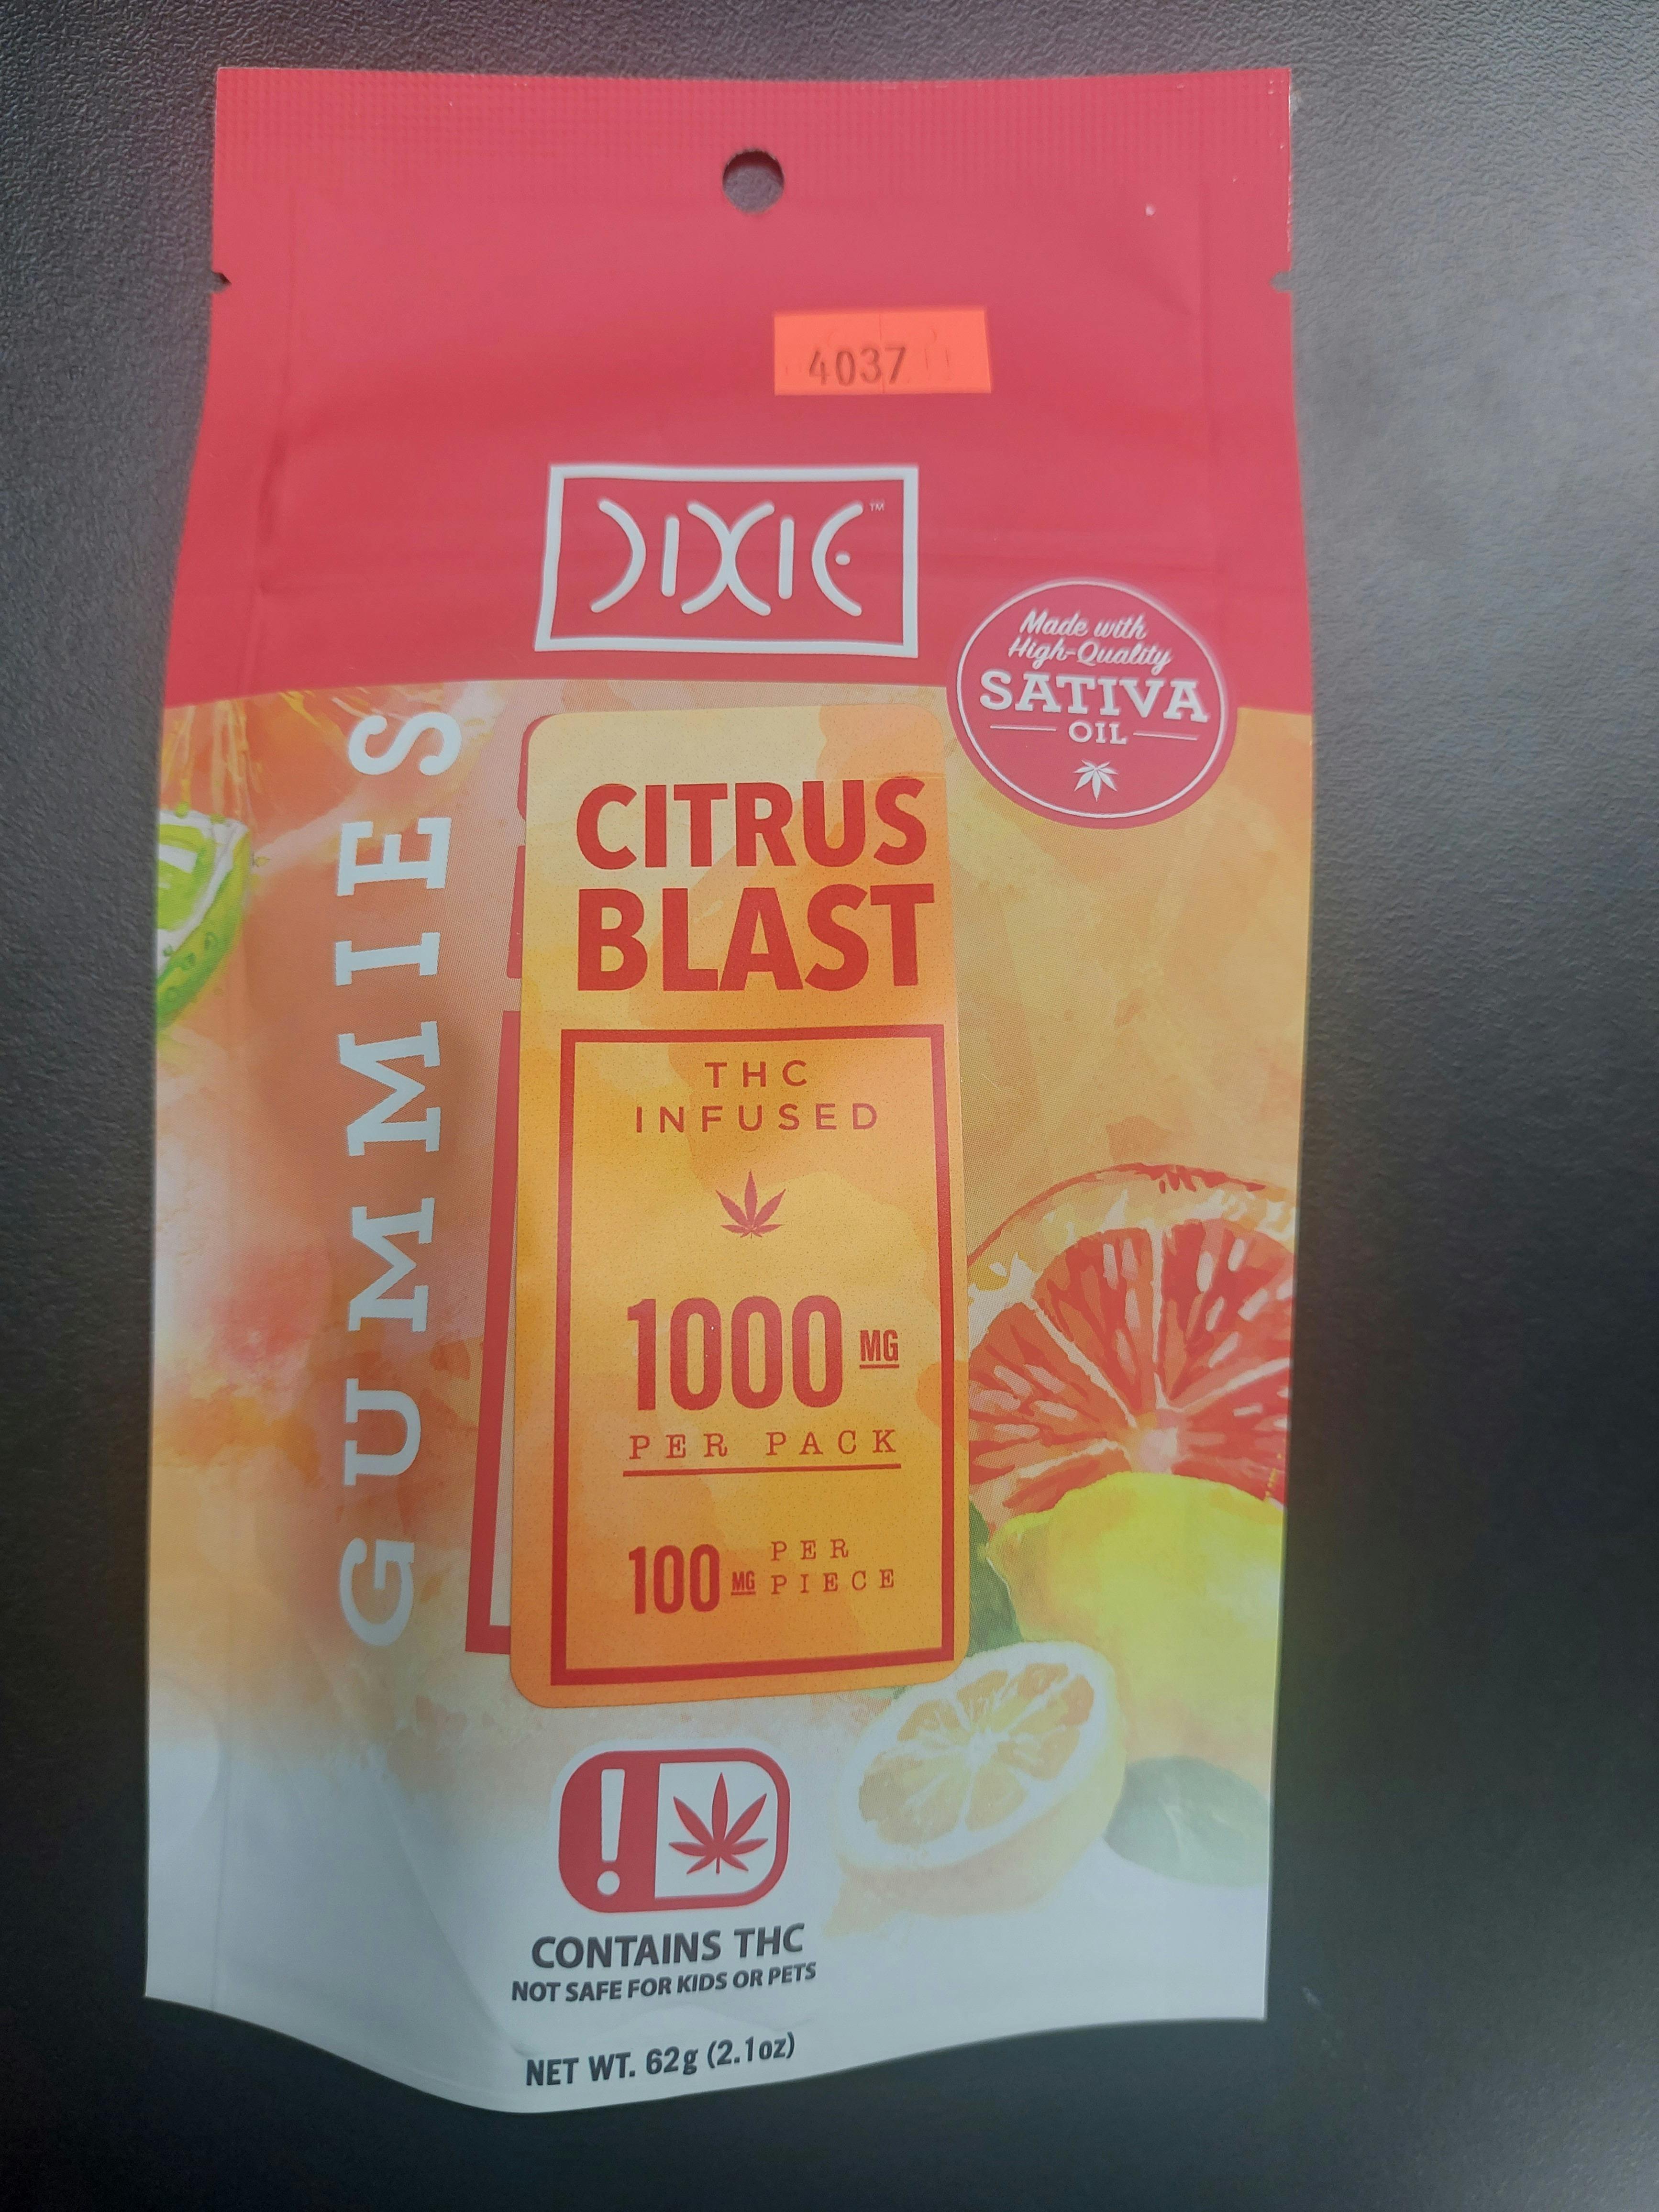 4037
DIXIE™
Made with
High-Quality
SATIVA
OIL
GUMMIES
CITRUS
BLAST
THC
INFUSED
1000 MG
PER PACK
100 MG PER PIECE
!
CONTAINS THC
NOT SAFE FOR KIDS OR PETS
NET WT. 62g (2.1oz)